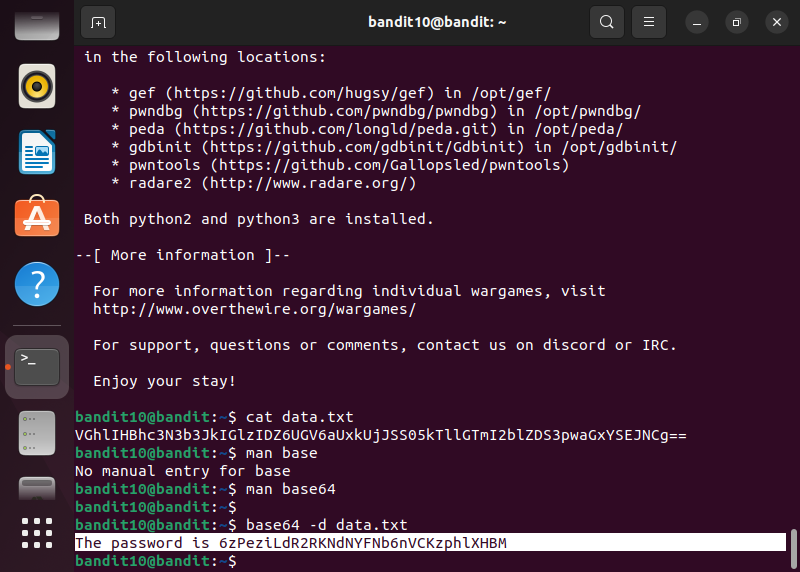 bandit10@bandit: ~
in the following locations:
* gef (https://github.com/hugsy/gef) in /opt/gef/
* pwndbg (https://github.com/pwndbg/pwndbg) in /opt/pwndbg/
* peda (https://github.com/longld/peda.git) in /opt/peda/
* gdbinit (https://github.com/gdbinit/Gdbinit) in /opt/gdbinit/
* pwntools (https://github.com/Gallopsled/pwntools)
* radare2 (http://www.radare.org/)
Both python2 and python3 are installed.
--[ More information ]--
For more information regarding individual wargames, visit
http://www.overthewire.org/wargames/
For support, questions or comments, contact us on discord or IRC.
Enjoy your stay!
bandit10@bandit:~$ cat data.txt
VGhlIHBhc3N3b3JkIGlzIDZ6UGV6aUxkUjJSS05kTllGTmI2blZDS3pwaGxYSEJNCg==
bandit10@bandit:~$ man base
No manual entry for base
bandit10@bandit:~$ man base64
bandit10@bandit:~$
bandit10@bandit:~$ base64 -d data.txt
The password is 6zPeziLdR2RKNdNYFNb6nVCKzphlXHBM
bandit10@bandit:~$